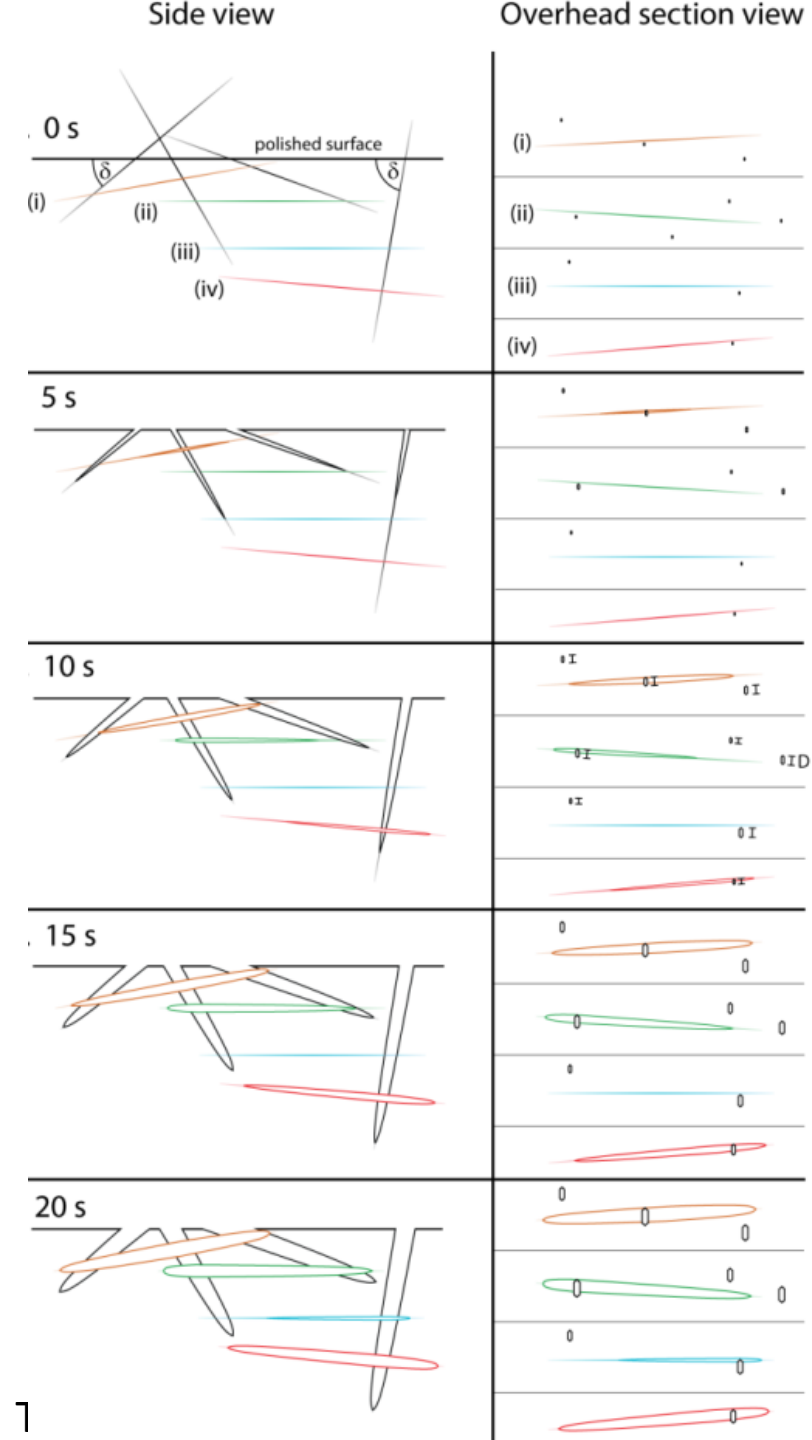 Side view
Overhead section view
. 0 s
polished surface
δ
δ
(i)
(ii)
(iii)
(iv)
(i)
(ii)
(iii)
(iv)
5 s
. 10 s
D
. 15 s
20 s